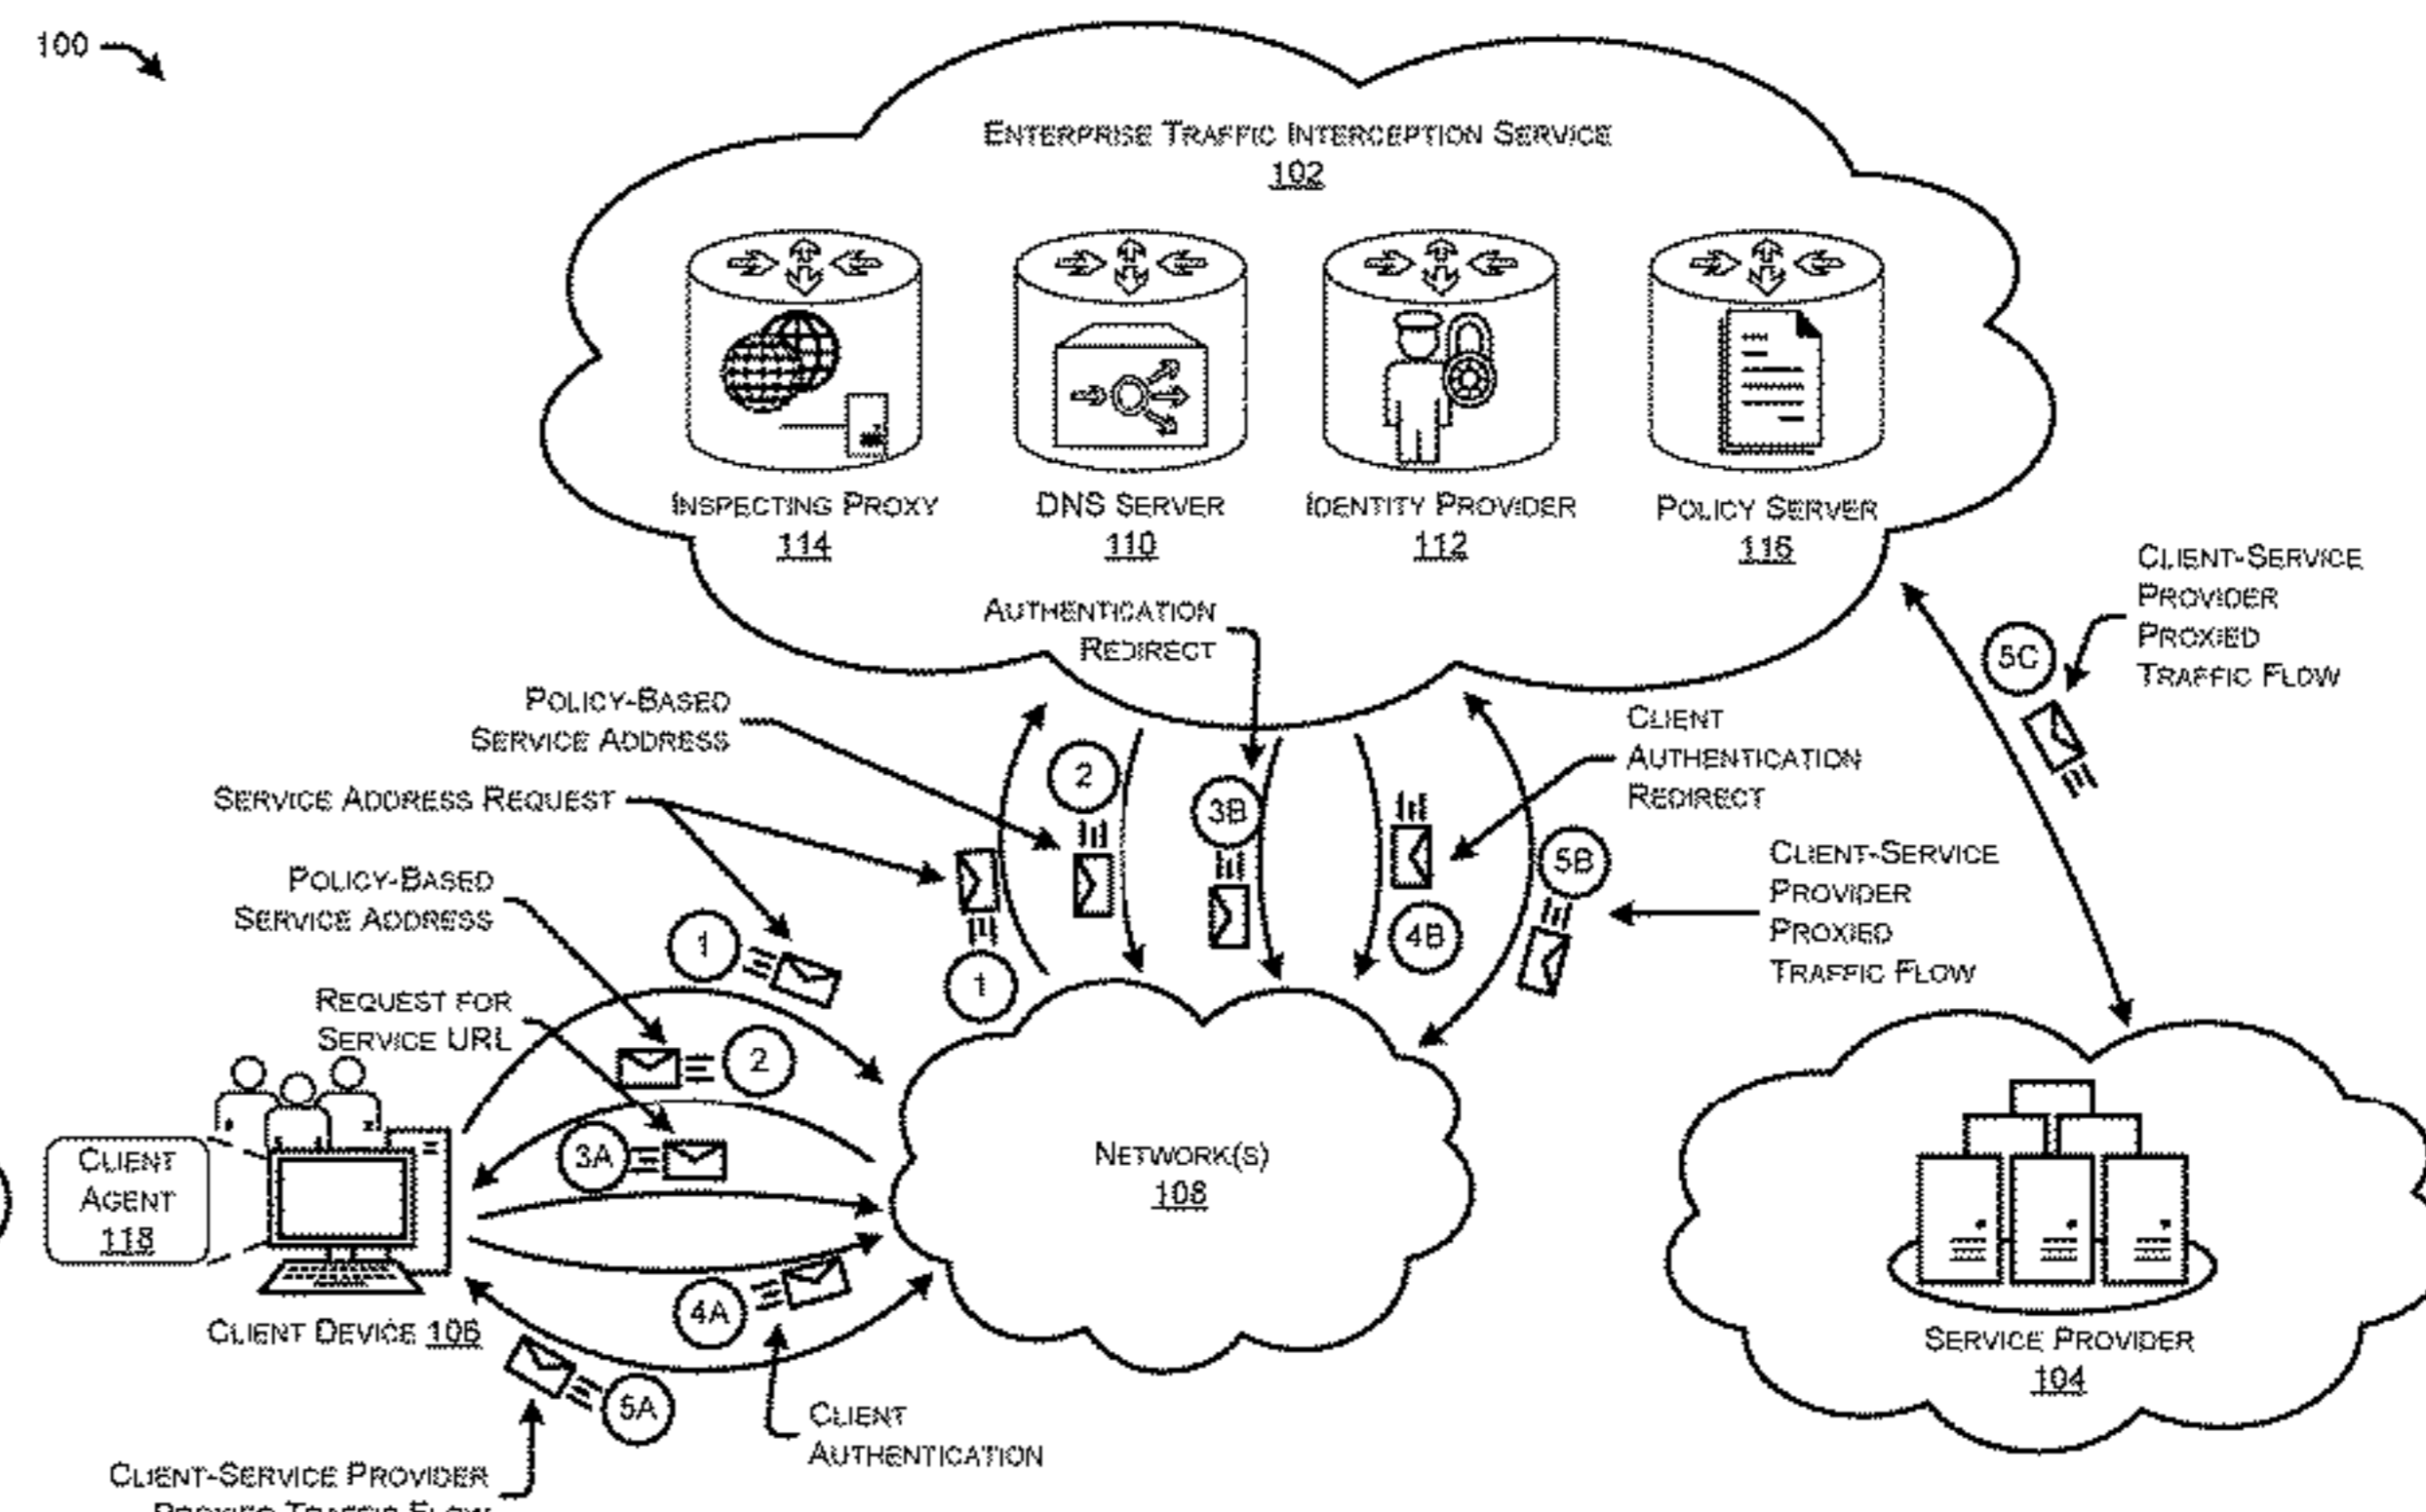 100
ENTERPRISE TRAFFIC INTERCEPTION SERVICE
102
INSPECTING PROXY
114
DNS SERVER
110
IDENTITY PROVIDER
112
POLICY SERVER
116
AUTHENTICATION
REDIRECT
CLIENT-SERVICE
PROVIDER
PROXIED
TRAFFIC FLOW
5C
POLICY-BASED
SERVICE ADDRESS
2
3B
CLIENT
AUTHENTICATION
REDIRECT
SERVICE ADDRESS REQUEST
5B
CLIENT-SERVICE
PROVIDER
PROXIED
TRAFFIC FLOW
POLICY-BASED
SERVICE ADDRESS
1
4B
1
REQUEST FOR
SERVICE URL
2
3A
CLIENT
AGENT
118
NETWORK(S)
108
4A
CLIENT DEVICE 106
SERVICE PROVIDER
104
5A
CLIENT
AUTHENTICATION
CLIENT-SERVICE PROVIDER
PROXIED TRAFFIC FLOW